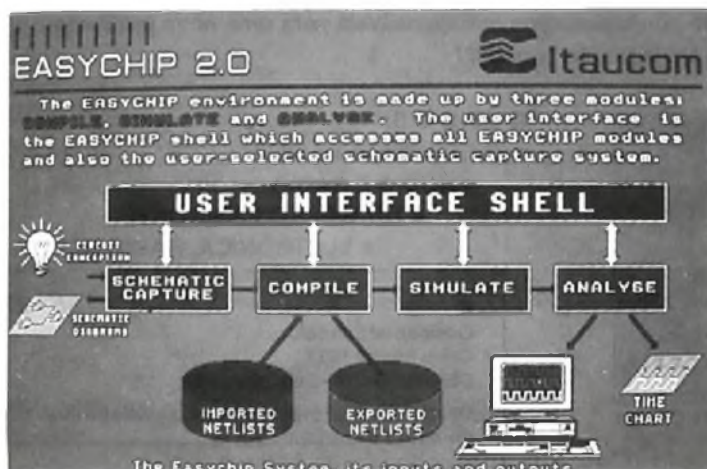 EASYCHIP 2.0
Itaucom
The EASYCHIP environment is made up by three modules:
COMPILE, SIMULATE and ANALYSE. The user interface is
the EASYCHIP shell which accesses all EASYCHIP modules
and also the user-selected schematic capture system.
USER INTERFACE SHELL
CIRCUIT
CONCEPTION
SCHEMATIC
CAPTURE
COMPILE
SIMULATE
ANALYSE
SCHEMATIC
DIAGRAMS
IMPORTED
NETLISTS
EXPORTED
NETLISTS
TIME
CHART
The Easychip System, its inputs and outputs